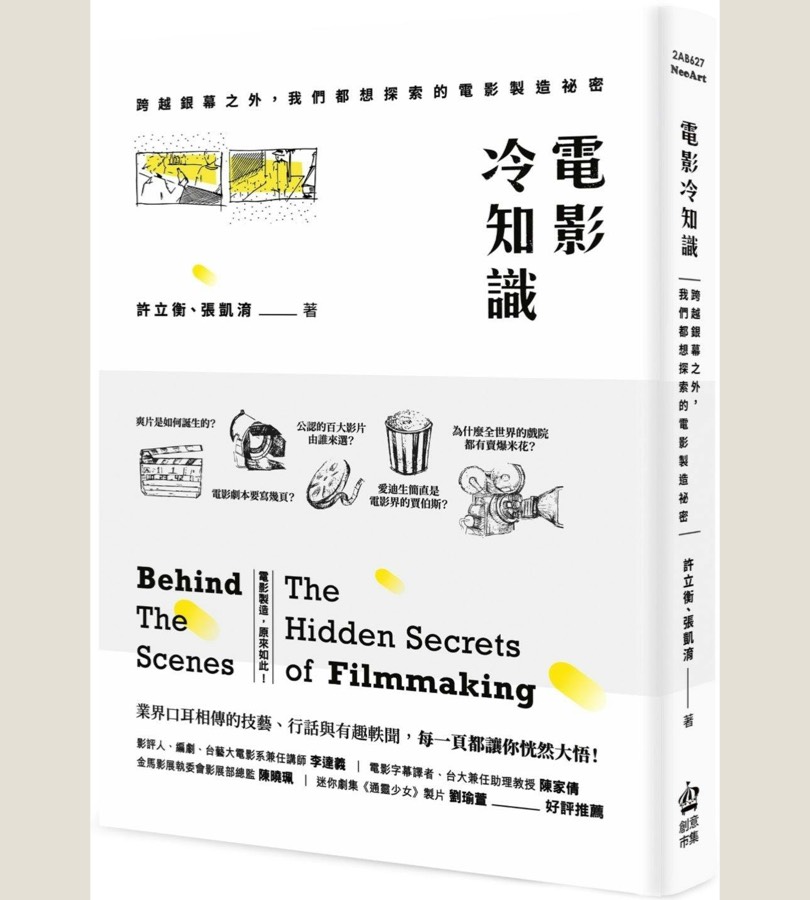 跨越銀幕之外，我們都想探索的電影製造祕密
電影
冷知識
許立衡、張凱淯 著
爽片是如何誕生的？
電影劇本要寫幾頁？
公認的百大影片
由誰來選？
愛迪生簡直是
電影界的賈伯斯？
為什麼全世界的戲院
都有賣爆米花？
Behind
The
Scenes
電影製造，原來如此！
The
Hidden Secrets
of Filmmaking
業界口耳相傳的技藝、行話與有趣軼聞，每一頁都讓你恍然大悟！
影評人、編劇、台藝大電影系兼任講師 李達義 ｜ 電影字幕譯者、台大兼任助理教授 陳家倩
金馬影展執委會影展部總監 陳曉珮 ｜ 迷你劇集《通靈少女》製片 劉瑜萱 好評推薦
2AB627
NeoArt
電影冷知識
跨越銀幕之外，
我們都想探索的電影製造祕密
許立衡、張凱淯 著
創意
市集